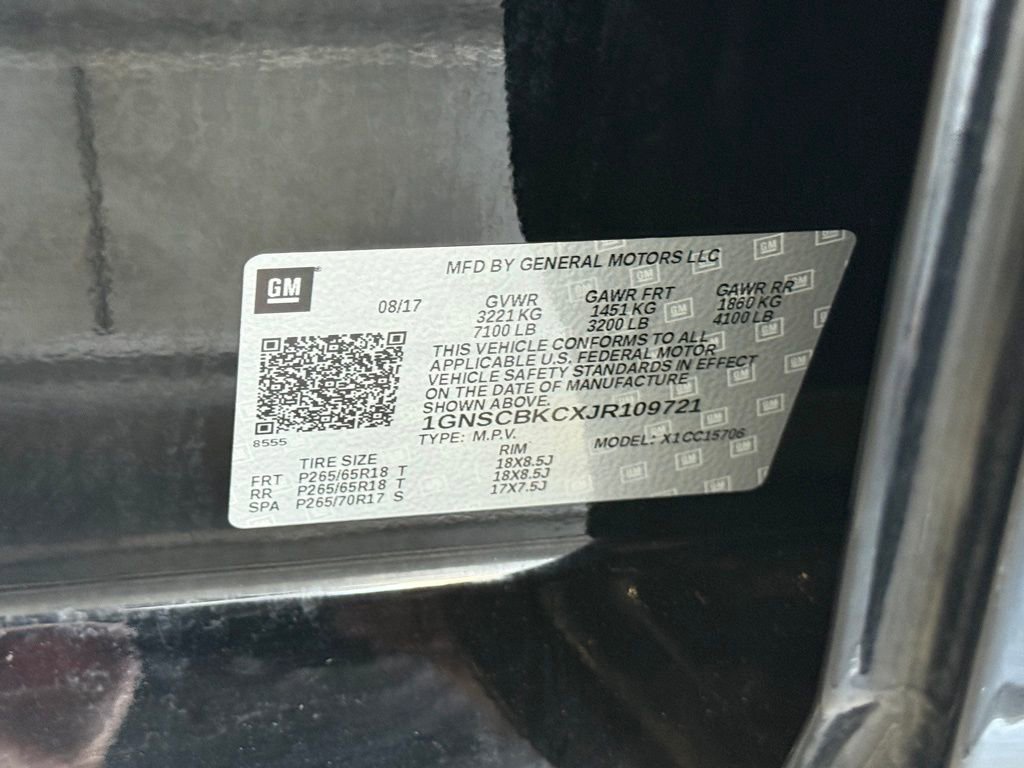 GM
MFD BY GENERAL MOTORS LLC
08/17
GVWR GAWR FRT GAWR RR
3221 KG 1451 KG 1860 KG
7100 LB 3200 LB 4100 LB
THIS VEHICLE CONFORMS TO ALL
APPLICABLE U.S. FEDERAL MOTOR
VEHICLE SAFETY STANDARDS IN EFFECT
ON THE DATE OF MANUFACTURE
SHOWN ABOVE.
1GNSCBKCXJR109721
8555
TYPE: M.P.V. MODEL: X1CC15706
TIRE SIZE RIM
FRT P265/65R18 T 18X8.5J
RR P265/65R18 T 18X8.5J
SPA P265/70R17 S 17X7.5J